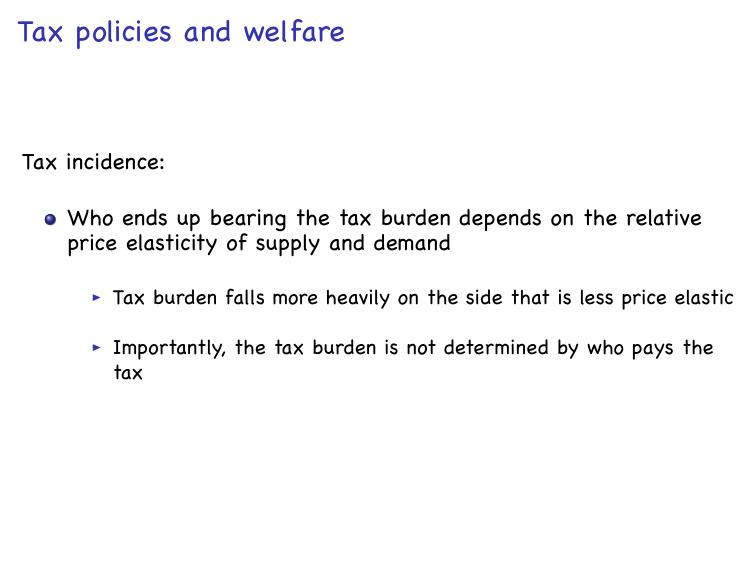 Tax policies and welfare
Tax incidence:
Who ends up bearing the tax burden depends on the relative
price elasticity of supply and demand
Tax burden falls more heavily on the side that is less price elastic
Importantly, the tax burden is not determined by who pays the
tax